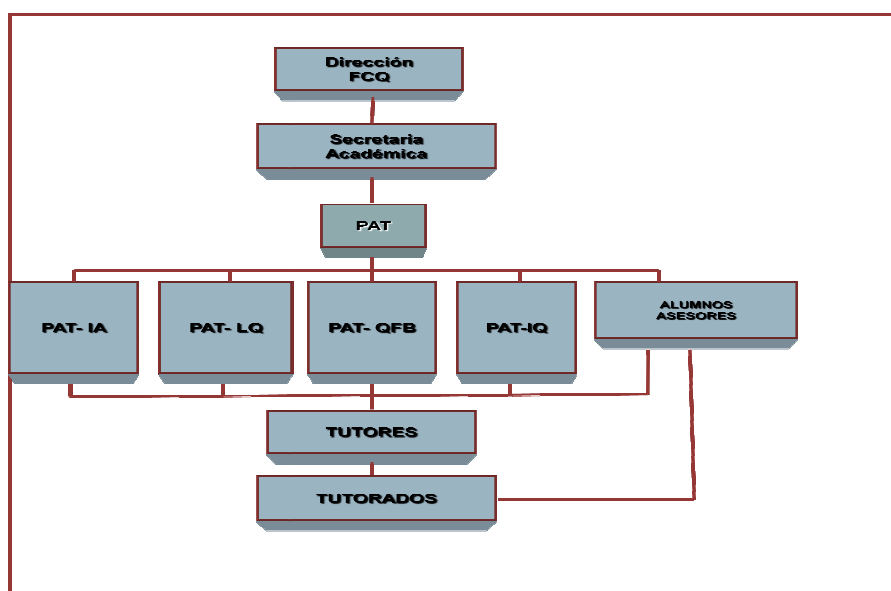 Dirección
FCQ
Secretaria
Académica
PAT
PAT- IA
PAT- LQ
PAT- QFB
PAT-IQ
ALUMNOS
ASESORES
TUTORES
TUTORADOS